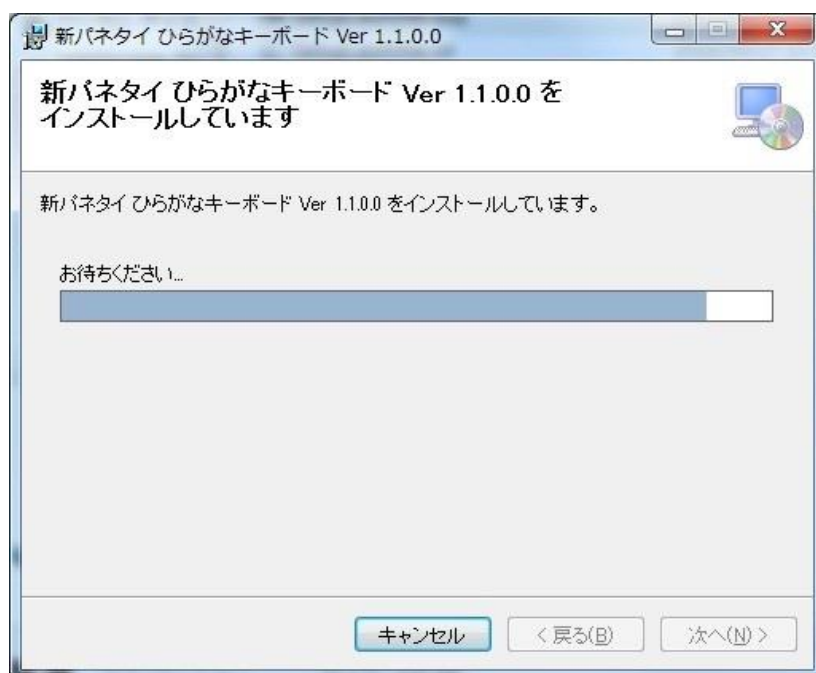 新パネタイ ひらがなキーボード Ver 1.1.0.0
新パネタイ ひらがなキーボード Ver 1.1.0.0 を
インストールしています
新パネタイ ひらがなキーボード Ver 1.1.0.0 をインストールしています。
お待ちください...
キャンセル
< 戻る(B)
次へ(N) >